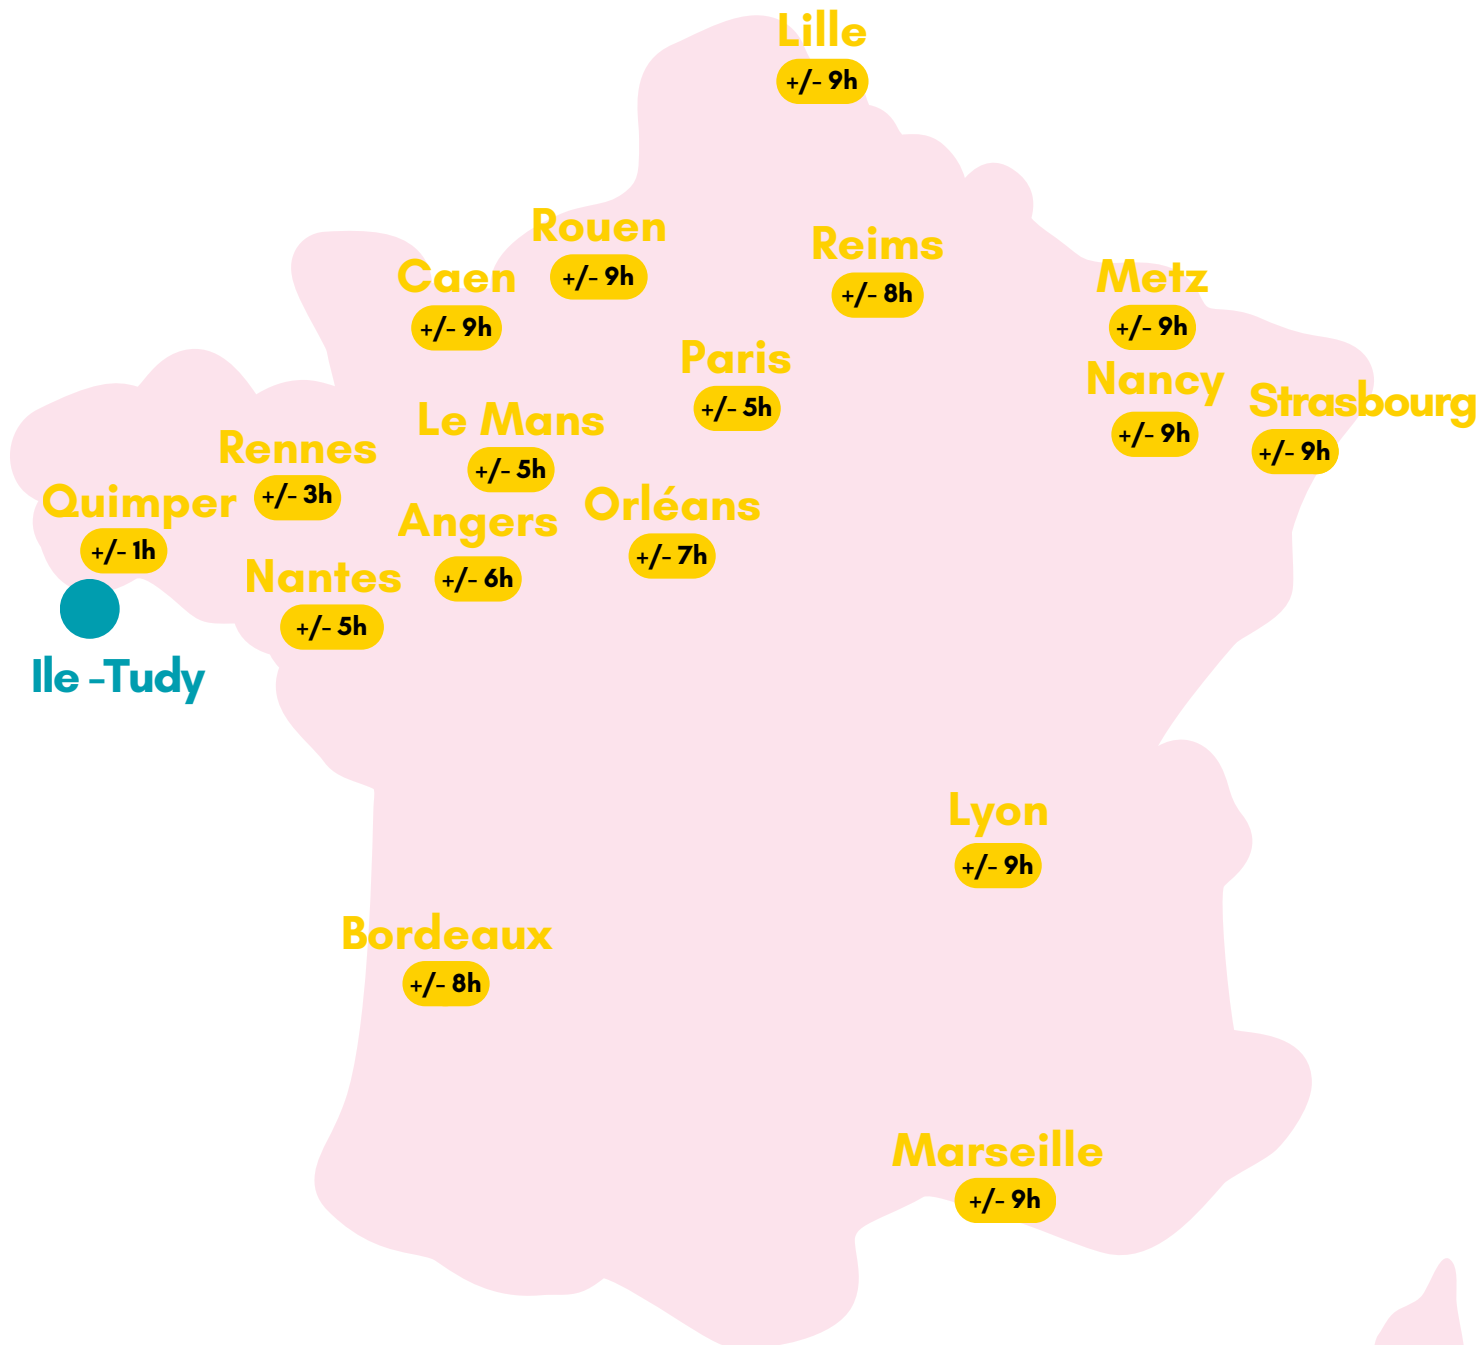 Lille
+/- 9h
Rouen
+/- 9h
Reims
+/- 8h
Caen
+/- 9h
Metz
+/- 9h
Paris
+/- 5h
Nancy
+/- 9h
Strasbourg
+/- 9h
Le Mans
+/- 5h
Rennes
+/- 3h
Quimper
+/- 1h
Angers
+/- 6h
Orléans
+/- 7h
Nantes
+/- 5h
Ile -Tudy
Lyon
+/- 9h
Bordeaux
+/- 8h
Marseille
+/- 9h